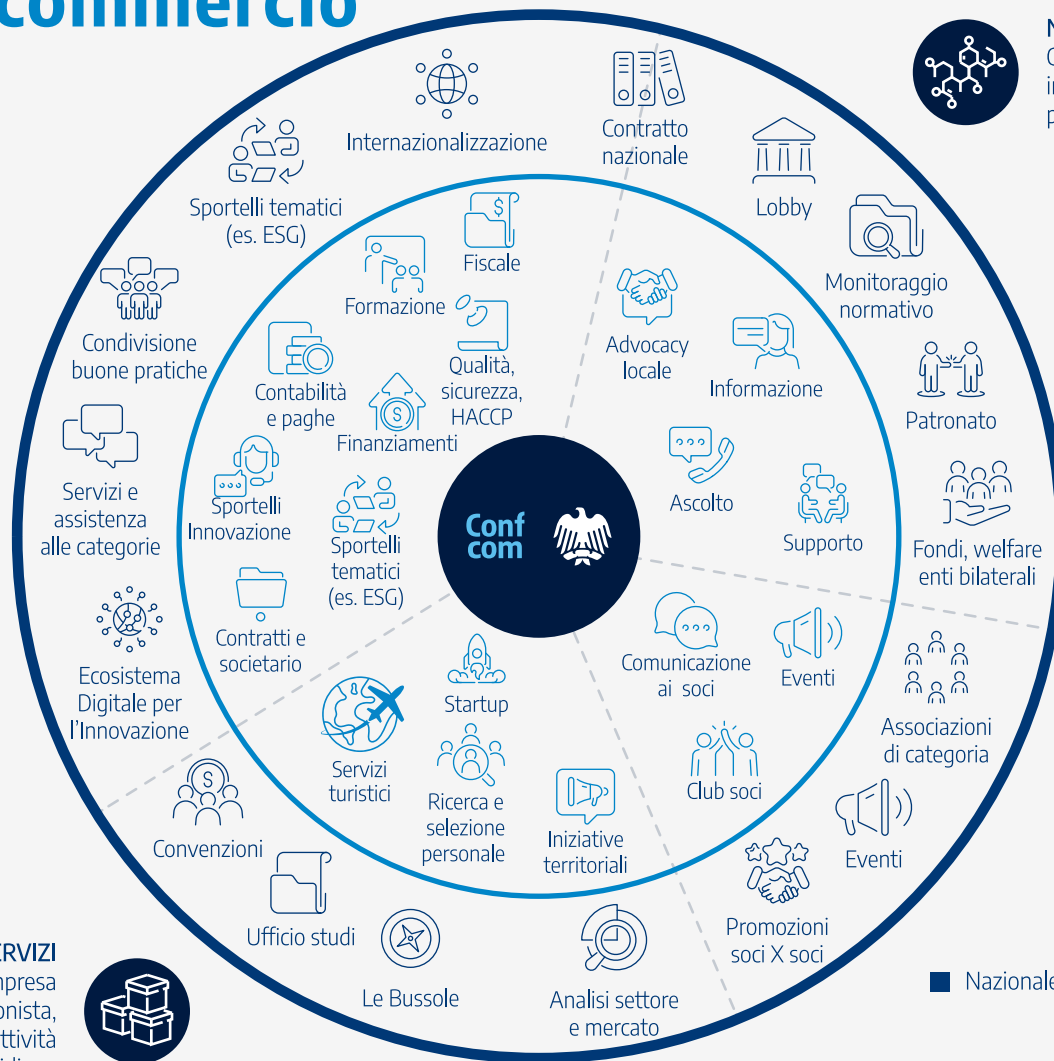 commercio
Internazionalizzazione
Contratto
nazionale
Sportelli tematici
(es. ESG)
Lobby
Fiscale
Monitoraggio
normativo
Formazione
Condivisione
buone pratiche
Advocacy
locale
Informazione
Qualità,
sicurezza,
HACCP
Contabilità
e paghe
Patronato
Finanziamenti
Servizi e
assistenza
alle categorie
Sportelli
Innovazione
Ascolto
Conf
com
Sportelli
tematici
(es. ESG)
Supporto
Fondi, welfare
enti bilaterali
Contratti e
societario
Comunicazione
ai soci
Eventi
Ecosistema
Digitale per
l'Innovazione
Startup
Associazioni
di categoria
Servizi
turistici
Club soci
Ricerca e
selezione
personale
Iniziative
territoriali
Convenzioni
Eventi
Ufficio studi
Promozioni
soci X soci
Le Bussole
Analisi settore
e mercato
Nazionale